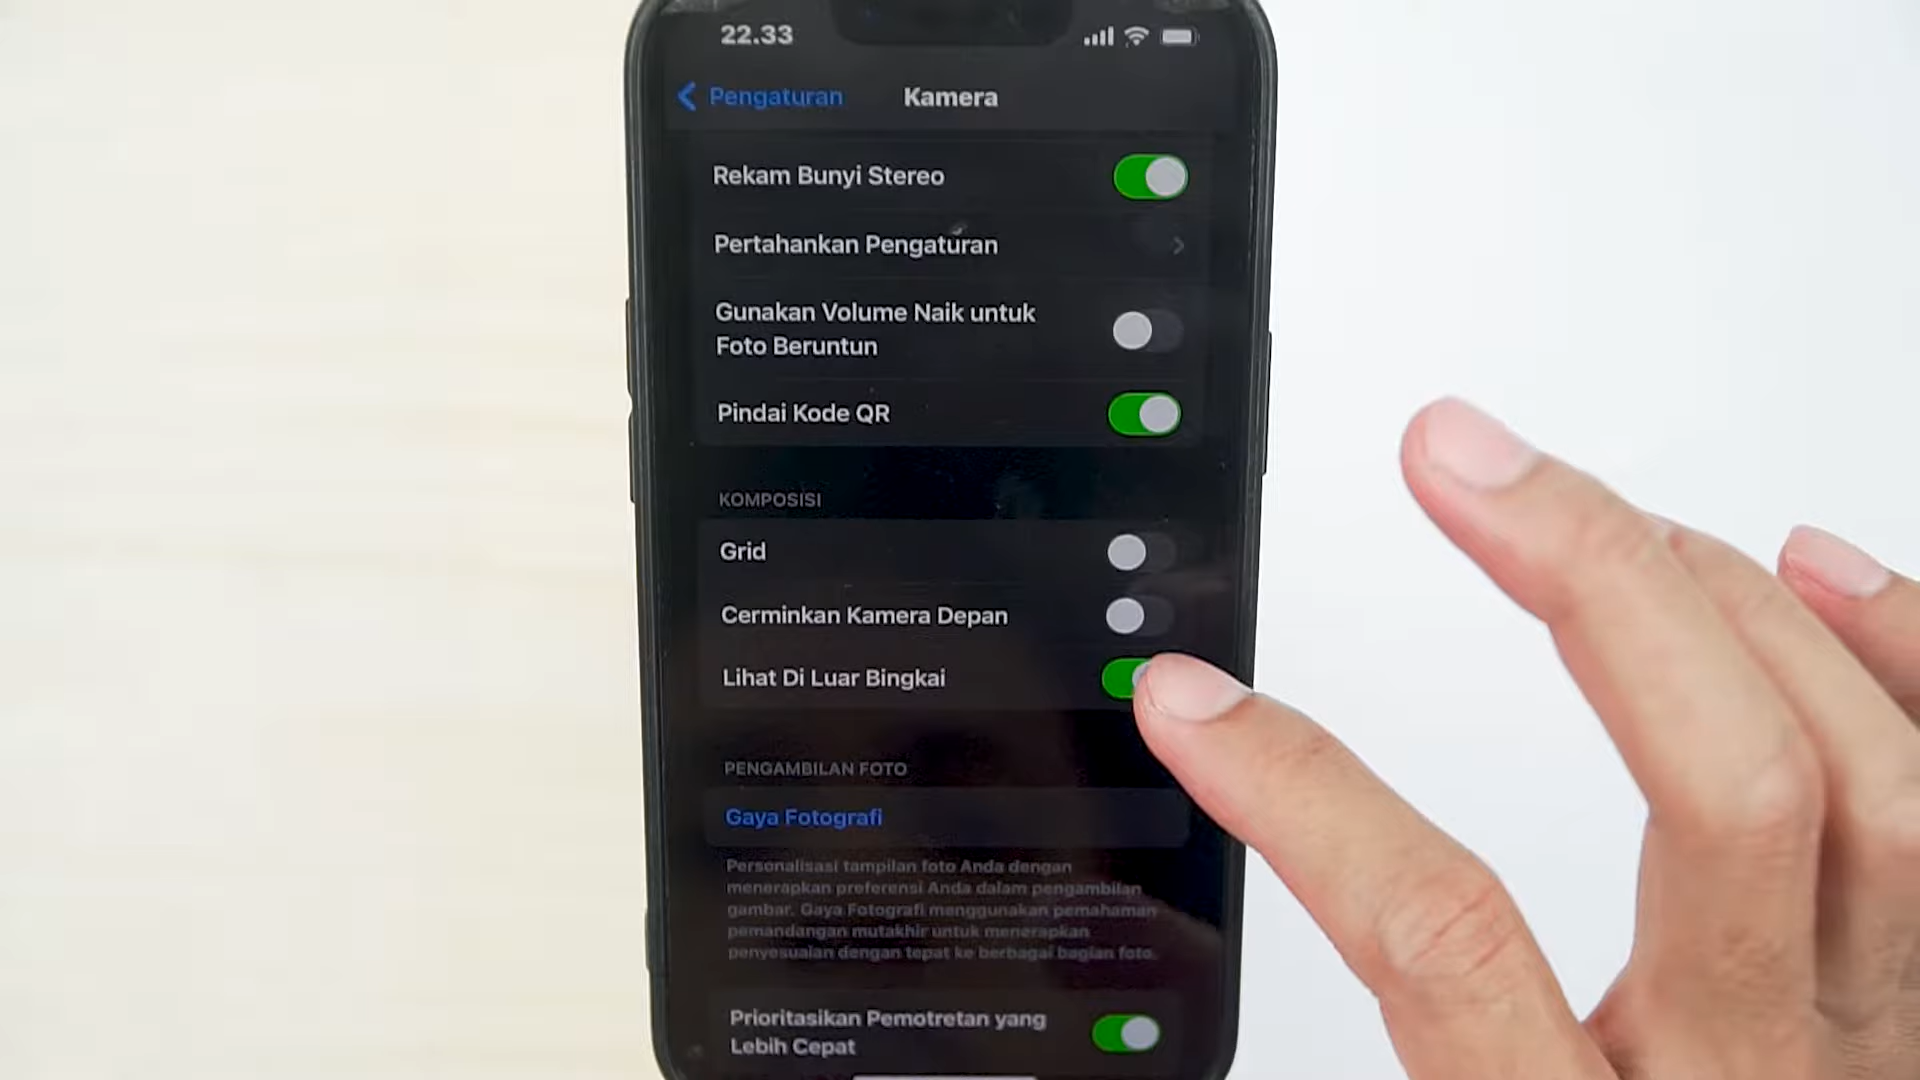 22.33
Pengaturan
Kamera
Rekam Bunyi Stereo
Pertahankan Pengaturan
Gunakan Volume Naik untuk
Foto Beruntun
Pindai Kode QR
KOMPOSISI
Grid
Cerminkan Kamera Depan
Lihat Di Luar Bingkai
PENGAMBILAN FOTO
Gaya Fotografi
Personalisasi tampilan foto Anda dengan
menerapkan preferensi Anda dalam pengambilan
gambar. Gaya Fotografi menggunakan pemahaman
pemandangan mutakhir untuk menerapkan
penyesuaian dengan tepat ke berbagai bagian foto.
Prioritasikan Pemotretan yang
Lebih Cepat